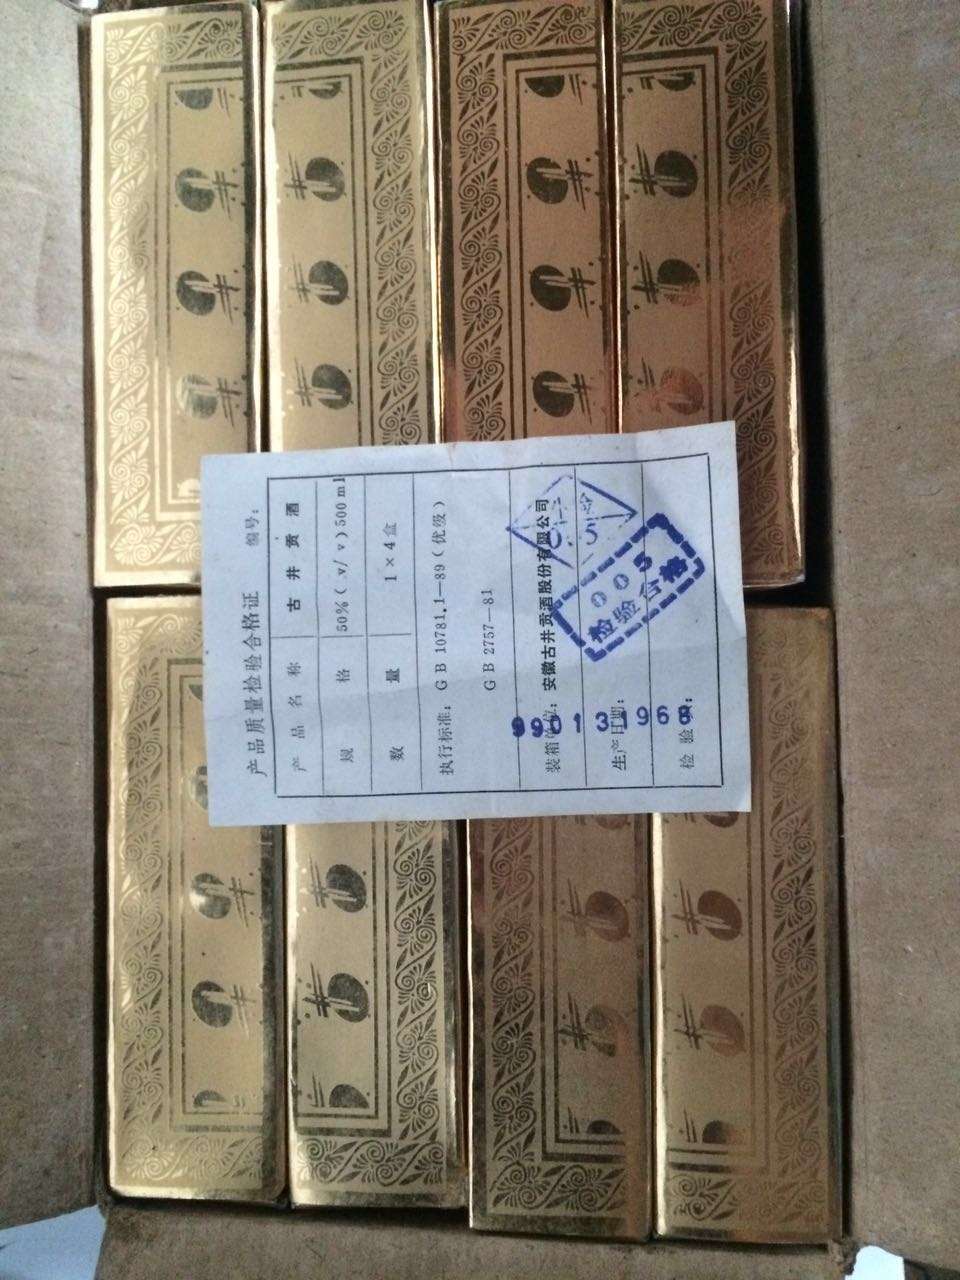 产品质量检验合格证
编号:
产品名称 古井贡酒
规格 50%(v/v)500ml
数量 1×4盒
执行标准: GB 10781.1—89(优级)
GB 2757—81
装箱单位: 安徽古井贡酒股份有限公司
生产日期:
检验
005
检验合格